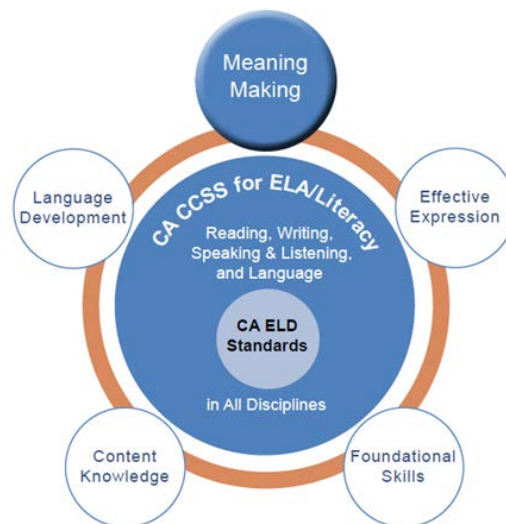 Meaning
Making
Language
Development
Effective
Expression
CA CCSS for ELA/Literacy
Reading, Writing,
Speaking & Listening,
and Language
CA ELD
Standards
in All Disciplines
Content
Knowledge
Foundational
Skills